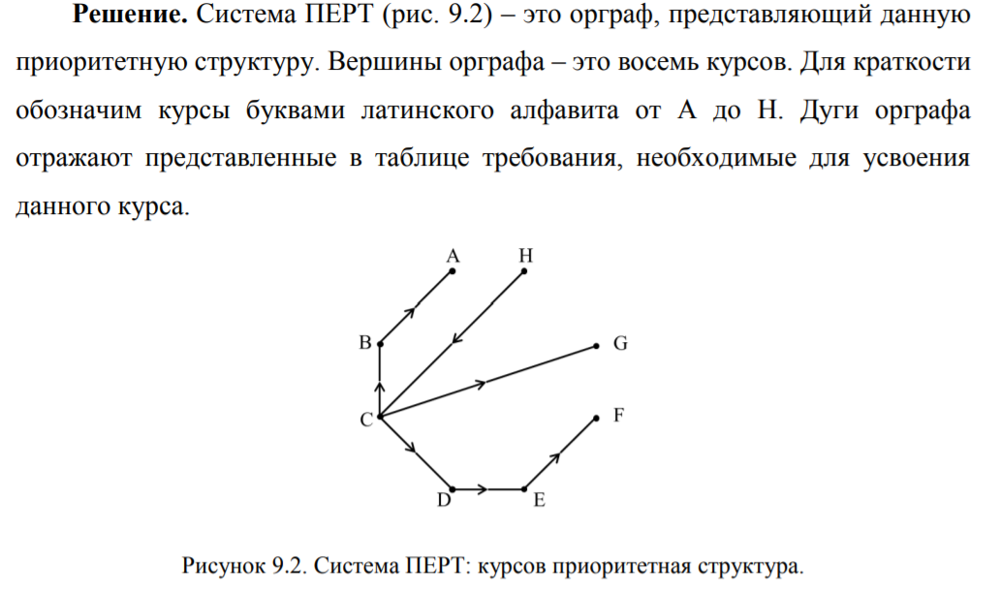 Решение. Система ПЕРТ (рис. 9.2) – это орграф, представляющий данную
приоритетную структуру. Вершины орграфа – это восемь курсов. Для краткости
обозначим курсы буквами латинского алфавита от A до H. Дуги орграфа
отражают представленные в таблице требования, необходимые для усвоения
данного курса.
A H
B G
C F
D E
Рисунок 9.2. Система ПЕРТ: курсов приоритетная структура.